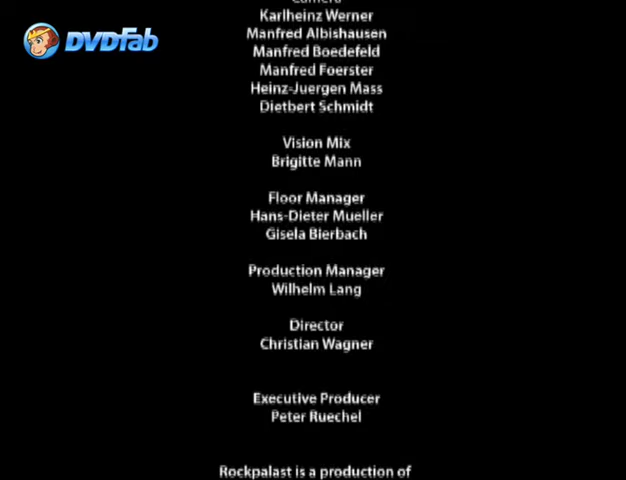 Camera
Karlheinz Werner
DVDFab
Manfred Albishausen
Manfred Boedefeld
Manfred Foerster
Heinz-Juergen Mass
Dietbert Schmidt
Vision Mix
Brigitte Mann
Floor Manager
Hans-Dieter Mueller
Gisela Bierbach
Production Manager
Wilhelm Lang
Director
Christian Wagner
Executive Producer
Peter Ruechel
Rockpalast is a production of